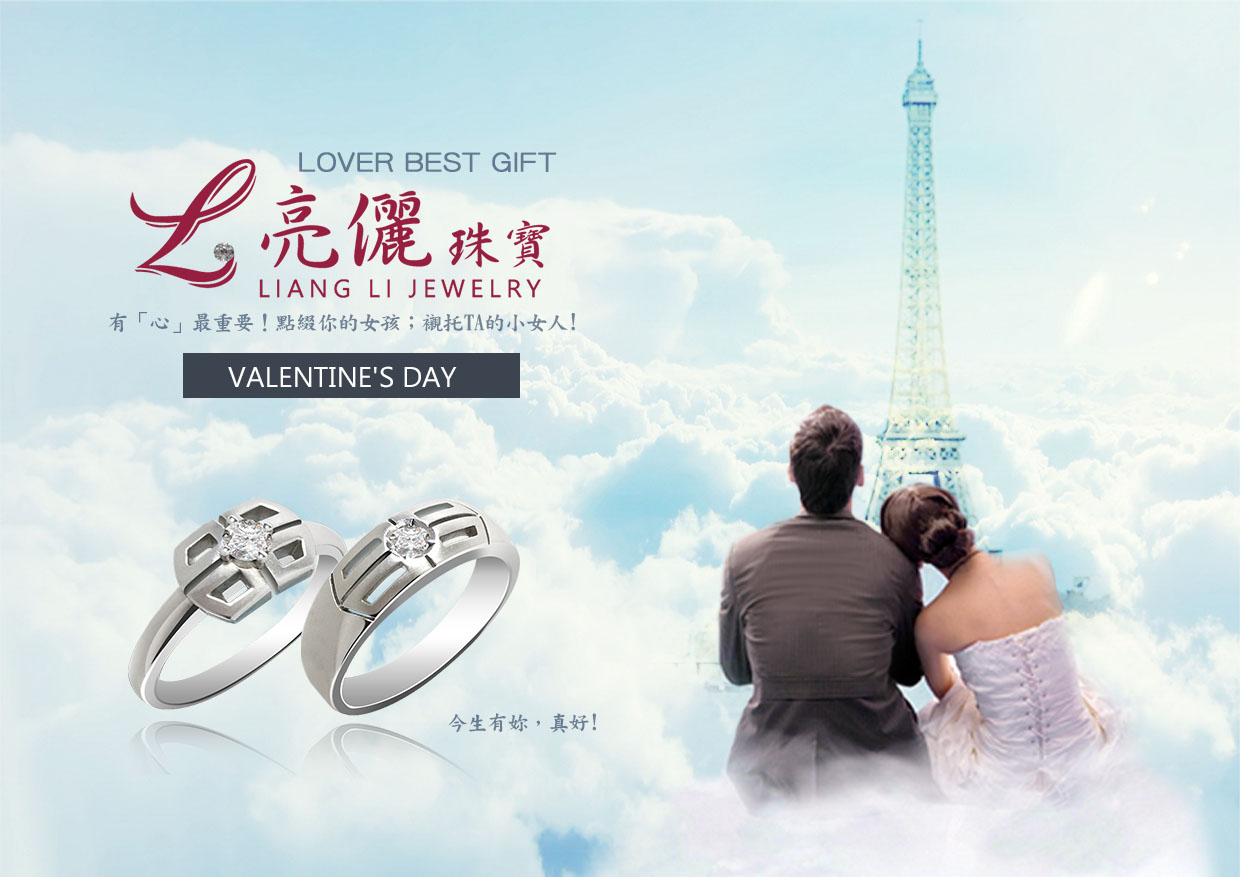 LOVER BEST GIFT
亮儷珠寶
LIANG LI JEWELRY
有「心」最重要!點綴你的女孩;襯托TA的小女人!
VALENTINE'S DAY
今生有妳,真好!